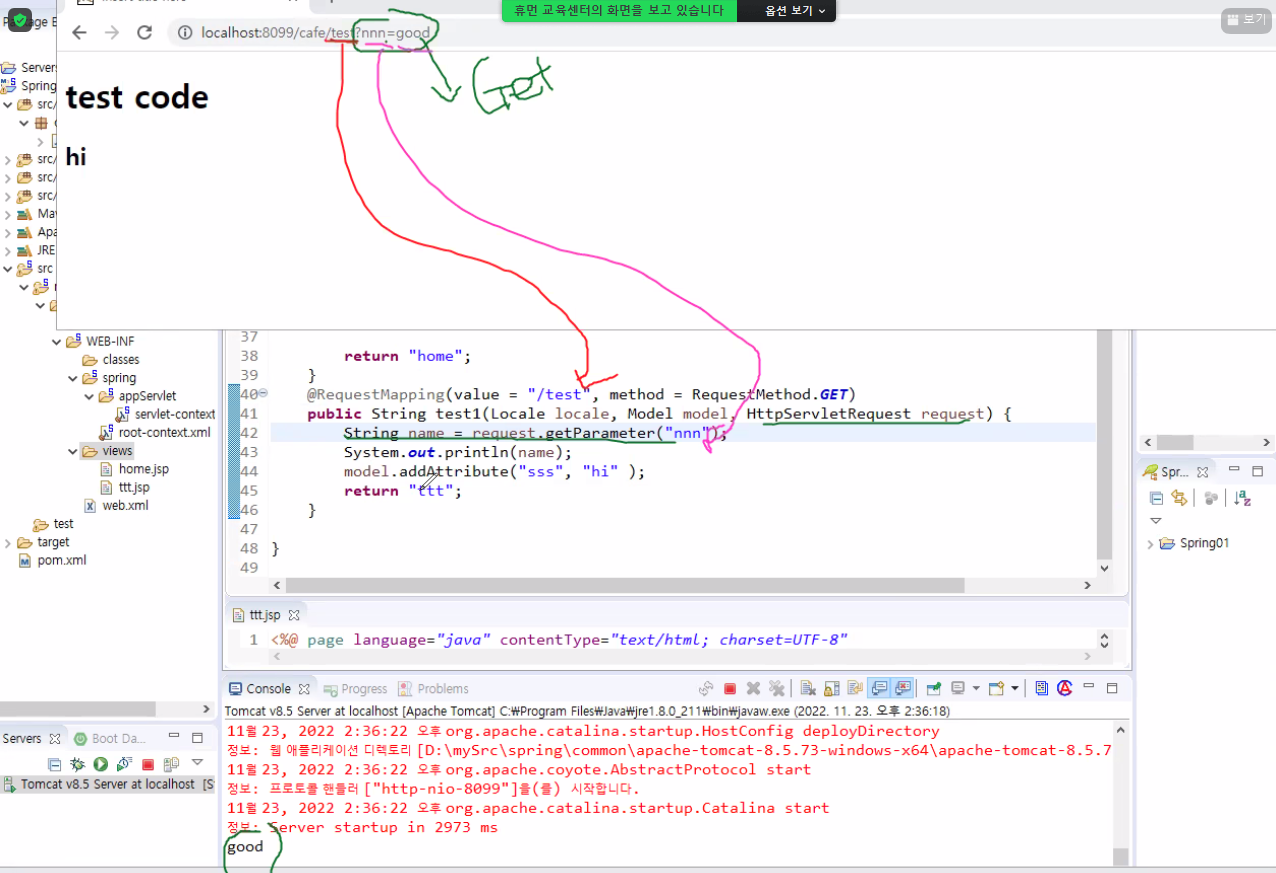 휴먼 교육센터의 화면을 보고 있습니다
옵션 보기
보기
localhost:8099/cafe/test?nnn=good
Get
test code
hi
Servers
Spring
src/
src/
src/
src/
JRE
src
WEB-INF
classes
spring
appServlet
servlet-context
root-context.xml
views
home.jsp
ttt.jsp
web.xml
test
target
pom.xml
37
38 return "home";
39 }
40 @RequestMapping(value = "/test", method = RequestMethod.GET)
41 public String test1(Locale locale, Model model, HttpServletRequest request) {
42 String name = request.getParameter("nnn");
43 System.out.println(name);
44 model.addAttribute("sss", "hi" );
45 return "ttt";
46 }
47
48 }
49
Spr...
Spring01
ttt.jsp
1 <%@ page language="java" contentType="text/html; charset=UTF-8"
Console Progress Problems
Tomcat v8.5 Server at localhost [Apache Tomcat] C:₩Program Files₩Java₩jre1.8.0_211₩bin₩javaw.exe (2022. 11. 23. 오후 2:36:18)
11월 23, 2022 2:36:22 오후 org.apache.catalina.startup.HostConfig deployDirectory
정보: 웹 애플리케이션 디렉토리 [D:\mySrc\spring\common\apache-tomcat-8.5.73-windows-x64\apache-tomcat-8.5.7
11월 23, 2022 2:36:22 오후 org.apache.coyote.AbstractProtocol start
정보: 프로토콜 핸들러 ["http-nio-8099"]을(를) 시작합니다.
11월 23, 2022 2:36:22 오후 org.apache.catalina.startup.Catalina start
정보: Server startup in 2973 ms
good
Servers Boot Da...
Tomcat v8.5 Server at localhost [S